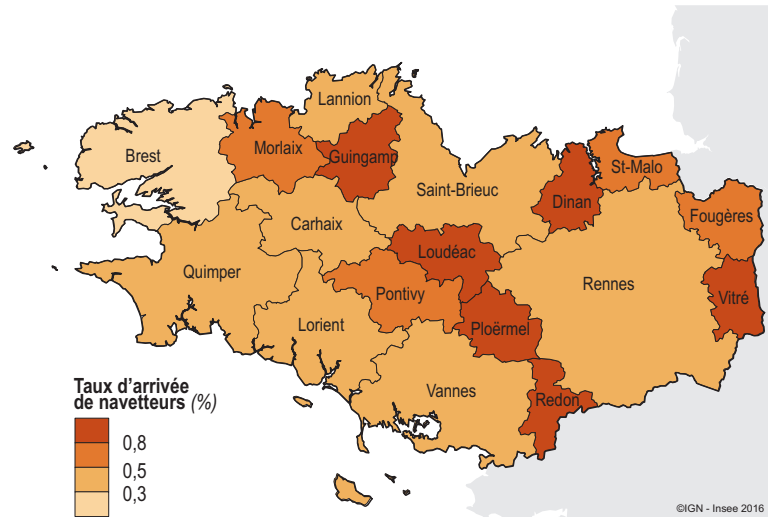 Lannion
Brest
Morlaix
Guingamp
St-Malo
Saint-Brieuc
Dinan
Fougères
Carhaix
Loudéac
Quimper
Rennes
Pontivy
Vitré
Lorient
Ploërmel
Vannes
Redon
Taux d'arrivée
de navetteurs (%)
0,8
0,5
0,3
©IGN - Insee 2016